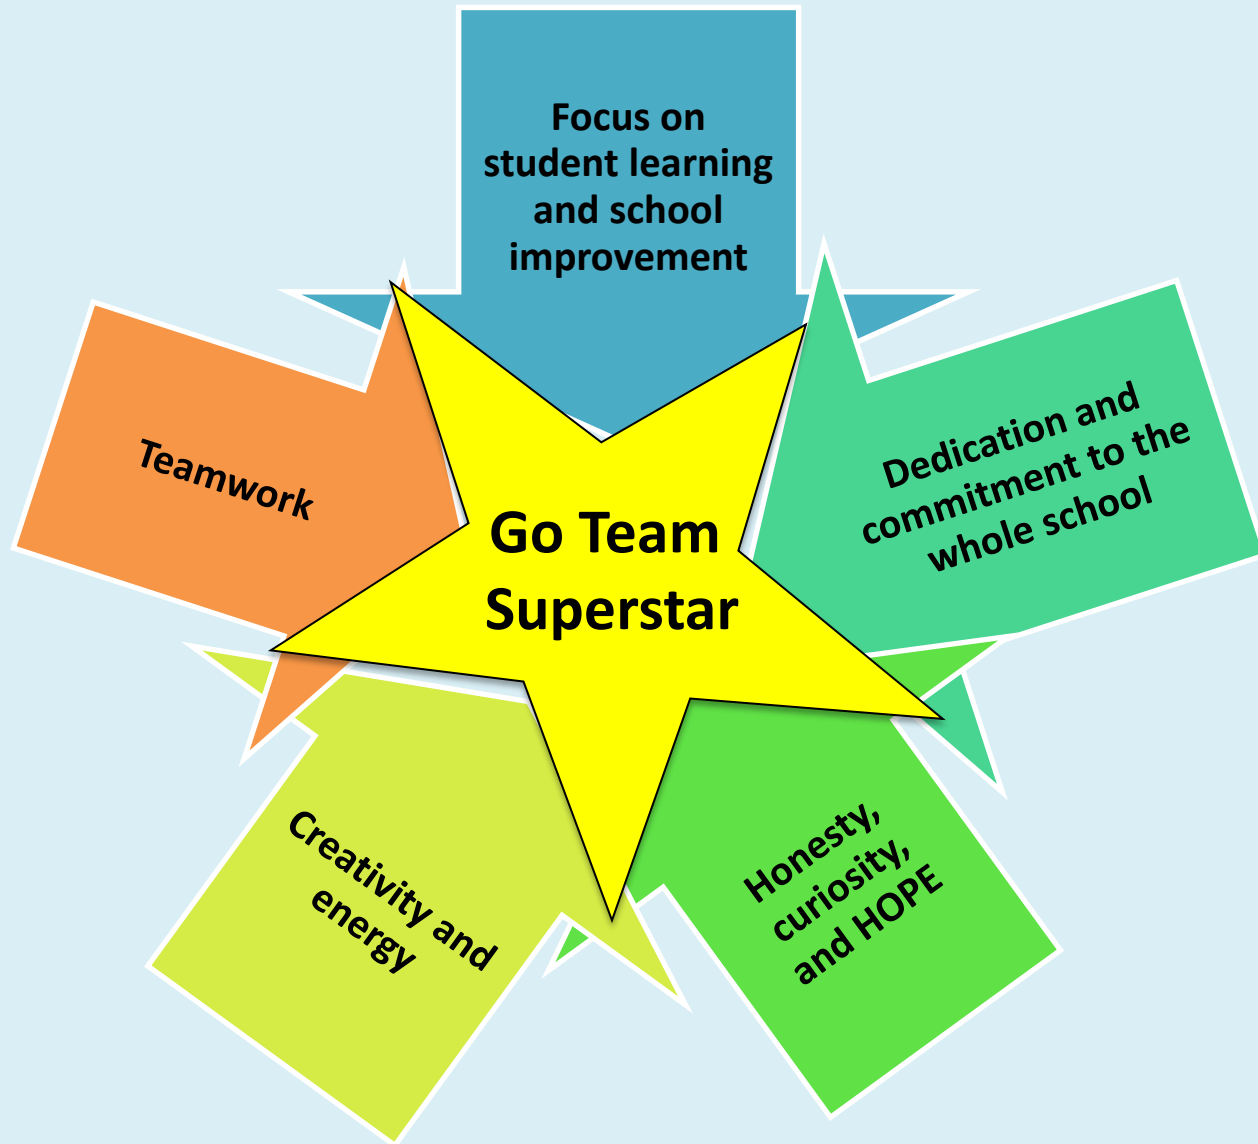 Focus on
student learning
and school
improvement
Teamwork
Dedication and
commitment to the
whole school
Go Team
Superstar
Creativity and
energy
Honesty,
curiosity,
and HOPE